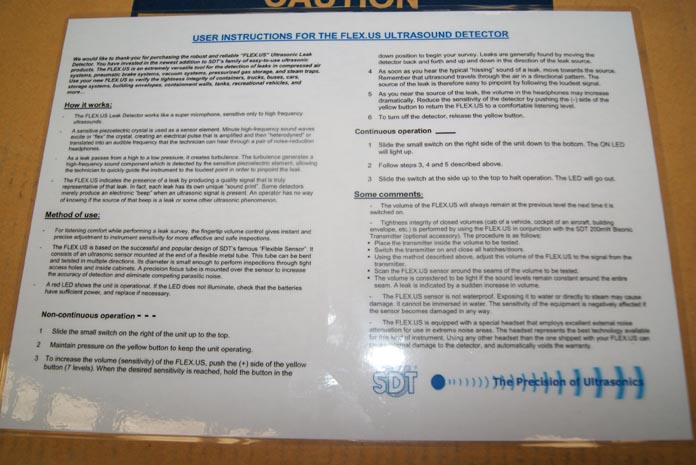 CAUTION
USER INSTRUCTIONS FOR THE FLEX.US ULTRASOUND DETECTOR
We would like to thank you for purchasing the robust and reliable "FLEX.US" Ultrasonic Leak
Detector. You have invested in the newest addition to SDT's family of easy-to-use ultrasonic
products. The FLEX.US is an extremely versatile tool for the detection of leaks in compressed air
systems, pneumatic brake systems, vacuum systems, pressurized gas storage, and steam traps.
Use your new FLEX.US to verify the tightness integrity of containers, trucks, buses, cars,
storage systems, building envelopes, containment walls, tanks, recreational vehicles, and
more...
How it works:
- The FLEX.US Leak Detector works like a super microphone, sensitive only to high frequency
ultrasounds.
- A sensitive piezoelectric crystal is used as a sensor element. Minute high-frequency sound waves
excite or "flex" the crystal, creating an electrical pulse that is amplified and then "heterodyned" or
translated into an audible frequency that the technician can hear through a pair of noise-reduction
headphones.
- As a leak passes from a high to a low pressure, it creates turbulence. The turbulence generates a
high-frequency sound component which is detected by the sensitive piezoelectric element, allowing
the technician to quickly guide the instrument to the loudest point in order to pinpoint the leak.
- The FLEX.US indicates the presence of a leak by producing a quality signal that is truly
representative of that leak. In fact, each leak has its own unique "sound print". Some detectors
merely produce an electronic "beep" when an ultrasonic signal is present. An operator has no way
of knowing if the source of that beep is a leak or some other ultrasonic phenomenon.
Method of use:
- For listening comfort while performing a leak survey, the fingertip volume control gives instant and
precise adjustment to instrument sensitivity for more effective and safe inspections.
- The FLEX.US is based on the successful and popular design of SDT's famous "Flexible Sensor". It
consists of an ultrasonic sensor mounted at the end of a flexible metal tube. This tube can be bent
and twisted in multiple directions. Its diameter is small enough to perform inspections through tight
access holes and inside cabinets. A precision focus tube is mounted over the sensor to increase
the accuracy of detection and eliminate competing parasitic noise.
- A red LED shows the unit is operational. If the LED does not illuminate, check that the batteries
have sufficient power, and replace if necessary.
Non-continuous operation - - -
1 Slide the small switch on the right of the unit up to the top.
2 Maintain pressure on the yellow button to keep the unit operating.
3 To increase the volume (sensitivity) of the FLEX.US, push the (+) side of the yellow
button (7 levels). When the desired sensitivity is reached, hold the button in the
down position to begin your survey. Leaks are generally found by moving the
detector back and forth and up and down in the direction of the leak source.
4 As soon as you hear the typical "hissing" sound of a leak, move towards the source.
Remember that ultrasound travels through the air in a directional pattern. The
source of the leak is therefore easy to pinpoint by following the loudest signal.
5 As you near the source of the leak, the volume in the headphones may increase
dramatically. Reduce the sensitivity of the detector by pushing the (-) side of the
yellow button to return the FLEX.US to a comfortable listening level.
6 To turn off the detector, release the yellow button.
Continuous operation ____
1 Slide the small switch on the right side of the unit down to the bottom. The ON LED
will light up.
2 Follow steps 3, 4 and 5 described above.
3 Slide the switch at the side up to the top to halt operation. The LED will go out.
Some comments:
- The volume of the FLEX.US will always remain at the previous level the next time it is
switched on.
- Tightness integrity of closed volumes (cab of a vehicle, cockpit of an aircraft, building
envelope, etc.) is performed by using the FLEX.US in conjunction with the SDT 200mW Bisonic
Transmitter (optional accessory). The procedure is as follows:
• Place the transmitter inside the volume to be tested.
• Switch the transmitter on and close all hatches/doors.
• Using the method described above, adjust the volume of the FLEX.US to the signal from the
transmitter.
• Scan the FLEX.US sensor around the seams of the volume to be tested.
• The volume is considered to be tight if the sound levels remain constant around the entire
seam. A leak is indicated by a sudden increase in volume.
- The FLEX.US sensor is not waterproof. Exposing it to water or directly to steam may cause
damage. It cannot be immersed in water. The sensitivity of the equipment is negatively affected if
the sensor becomes damaged in any way.
- The FLEX.US is equipped with a special headset that employs excellent external noise
attenuation for use in extreme noise areas. The headset represents the best technology available
for this kind of instrument. Using any other headset than the one shipped with your FLEX.US can
damage to the detector, and automatically voids the warranty.
SDT The Precision of Ultrasonics